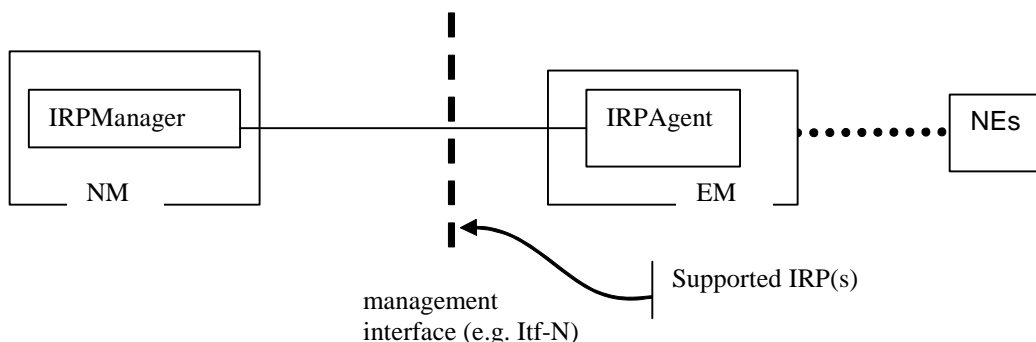 IRPManager
IRPAgent
NEs
NM
EM
Supported IRP(s)
management
interface (e.g. Itf-N)